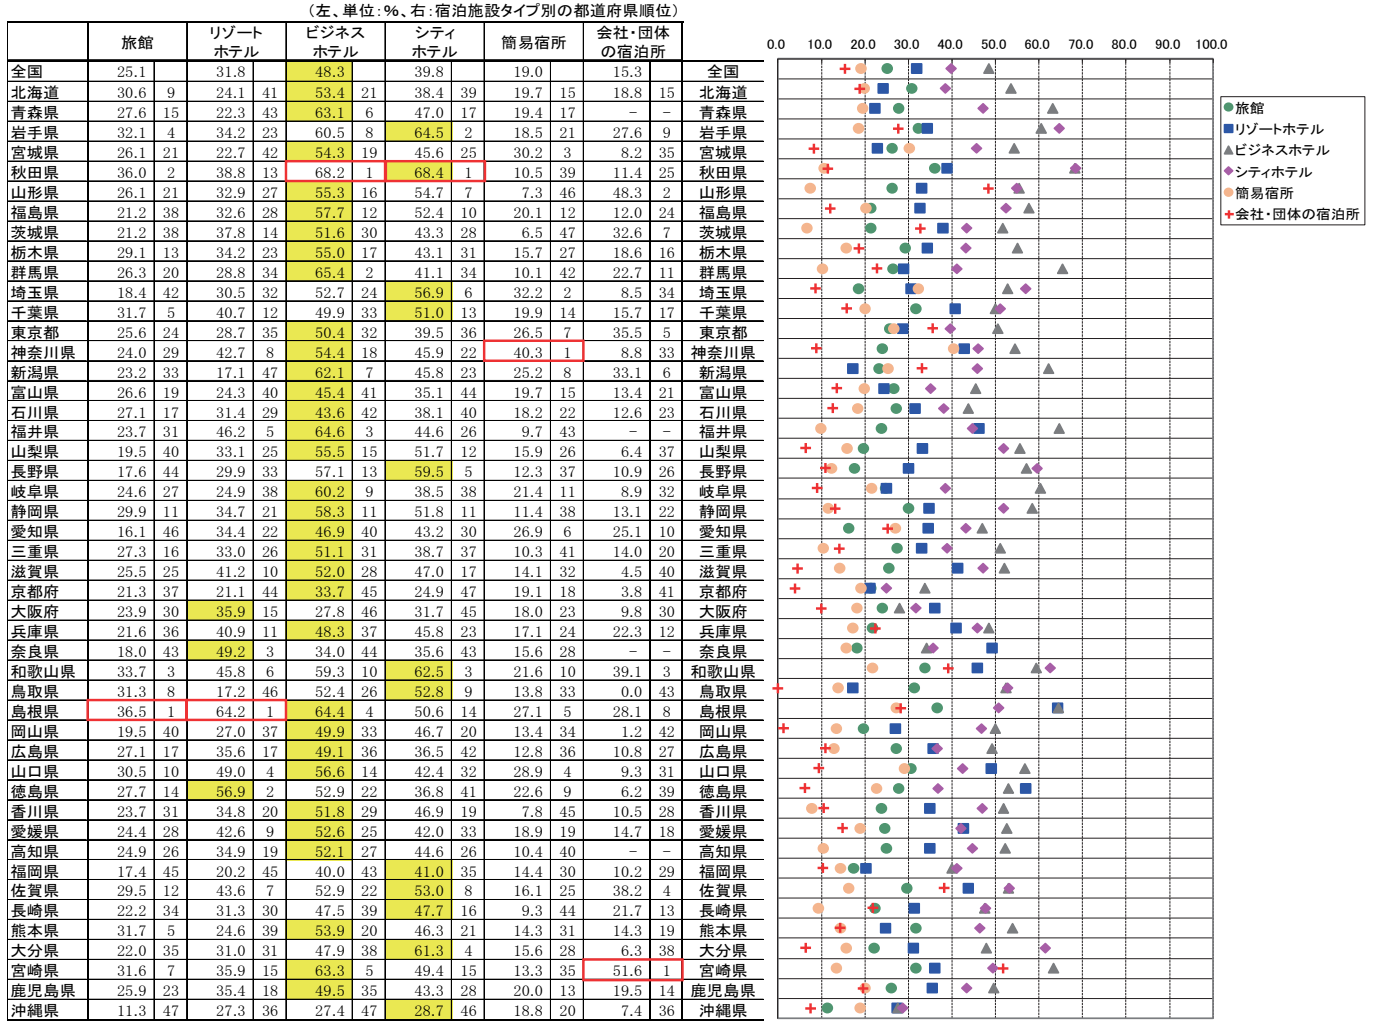 （左、単位：％、右：宿泊施設タイプ別の都道府県順位）
旅館 リゾートホテル ビジネスホテル シティホテル 簡易宿所 会社・団体の宿泊所
0.0 10.0 20.0 30.0 40.0 50.0 60.0 70.0 80.0 90.0 100.0
全国 25.1 31.8 48.3 39.8 19.0 15.3 全国
北海道 30.6 9 24.1 41 53.4 21 38.4 39 19.7 15 18.8 15 北海道
青森県 27.6 15 22.3 43 63.1 6 47.0 17 19.4 17 － － 青森県
岩手県 32.1 4 34.2 23 60.5 8 64.5 2 18.5 21 27.6 9 岩手県
宮城県 26.1 21 22.7 42 54.3 19 45.6 25 30.2 3 8.2 35 宮城県
秋田県 36.0 2 38.8 13 68.2 1 68.4 1 10.5 39 11.4 25 秋田県
山形県 26.1 21 32.9 27 55.3 16 54.7 7 7.3 46 48.3 2 山形県
福島県 21.2 38 32.6 28 57.7 12 52.4 10 20.1 12 12.0 24 福島県
茨城県 21.2 38 37.8 14 51.6 30 43.3 28 6.5 47 32.6 7 茨城県
栃木県 29.1 13 34.2 23 55.0 17 43.1 31 15.7 27 18.6 16 栃木県
群馬県 26.3 20 28.8 34 65.4 2 41.1 34 10.1 42 22.7 11 群馬県
埼玉県 18.4 42 30.5 32 52.7 24 56.9 6 32.2 2 8.5 34 埼玉県
千葉県 31.7 5 40.7 12 49.9 33 51.0 13 19.9 14 15.7 17 千葉県
東京都 25.6 24 28.7 35 50.4 32 39.5 36 26.5 7 35.5 5 東京都
神奈川県 24.0 29 42.7 8 54.4 18 45.9 22 40.3 1 8.8 33 神奈川県
新潟県 23.2 33 17.1 47 62.1 7 45.8 23 25.2 8 33.1 6 新潟県
富山県 26.6 19 24.3 40 45.4 41 35.1 44 19.7 15 13.4 21 富山県
石川県 27.1 17 31.4 29 43.6 42 38.1 40 18.2 22 12.6 23 石川県
福井県 23.7 31 46.2 5 64.6 3 44.6 26 9.7 43 － － 福井県
山梨県 19.5 40 33.1 25 55.5 15 51.7 12 15.9 26 6.4 37 山梨県
長野県 17.6 44 29.9 33 57.1 13 59.5 5 12.3 37 10.9 26 長野県
岐阜県 24.6 27 24.9 38 60.2 9 38.5 38 21.4 11 8.9 32 岐阜県
静岡県 29.9 11 34.7 21 58.3 11 51.8 11 11.4 38 13.1 22 静岡県
愛知県 16.1 46 34.4 22 46.9 40 43.2 30 26.9 6 25.1 10 愛知県
三重県 27.3 16 33.0 26 51.1 31 38.7 37 10.3 41 14.0 20 三重県
滋賀県 25.5 25 41.2 10 52.0 28 47.0 17 14.1 32 4.5 40 滋賀県
京都府 21.3 37 21.1 44 33.7 45 24.9 47 19.1 18 3.8 41 京都府
大阪府 23.9 30 35.9 15 27.8 46 31.7 45 18.0 23 9.8 30 大阪府
兵庫県 21.6 36 40.9 11 48.3 37 45.8 23 17.1 24 22.3 12 兵庫県
奈良県 18.0 43 49.2 3 34.0 44 35.6 43 15.6 28 － － 奈良県
和歌山県 33.7 3 45.8 6 59.3 10 62.5 3 21.6 10 39.1 3 和歌山県
鳥取県 31.3 8 17.2 46 52.4 26 52.8 9 13.8 33 0.0 43 鳥取県
島根県 36.5 1 64.2 1 64.4 4 50.6 14 27.1 5 28.1 8 島根県
岡山県 19.5 40 27.0 37 49.9 33 46.7 20 13.4 34 1.2 42 岡山県
広島県 27.1 17 35.6 17 49.1 36 36.5 42 12.8 36 10.8 27 広島県
山口県 30.5 10 49.0 4 56.6 14 42.4 32 28.9 4 9.3 31 山口県
徳島県 27.7 14 56.9 2 52.9 22 36.8 41 22.6 9 6.2 39 徳島県
香川県 23.7 31 34.8 20 51.8 29 46.9 19 7.8 45 10.5 28 香川県
愛媛県 24.4 28 42.6 9 52.6 25 42.0 33 18.9 19 14.7 18 愛媛県
高知県 24.9 26 34.9 19 52.1 27 44.6 26 10.4 40 － － 高知県
福岡県 17.4 45 20.2 45 40.0 43 41.0 35 14.4 30 10.2 29 福岡県
佐賀県 29.5 12 43.6 7 52.9 22 53.0 8 16.1 25 38.2 4 佐賀県
長崎県 22.2 34 31.3 30 47.5 39 47.7 16 9.3 44 21.7 13 長崎県
熊本県 31.7 5 24.6 39 53.9 20 46.3 21 14.3 31 14.3 19 熊本県
大分県 22.0 35 31.0 31 47.9 38 61.3 4 15.6 28 6.3 38 大分県
宮崎県 31.6 7 35.9 15 63.3 5 49.4 15 13.3 35 51.6 1 宮崎県
鹿児島県 25.9 23 35.4 18 49.5 35 43.3 28 20.0 13 19.5 14 鹿児島県
沖縄県 11.3 47 27.3 36 27.4 47 28.7 46 18.8 20 7.4 36 沖縄県
旅館
リゾートホテル
ビジネスホテル
シティホテル
簡易宿所
会社・団体の宿泊所